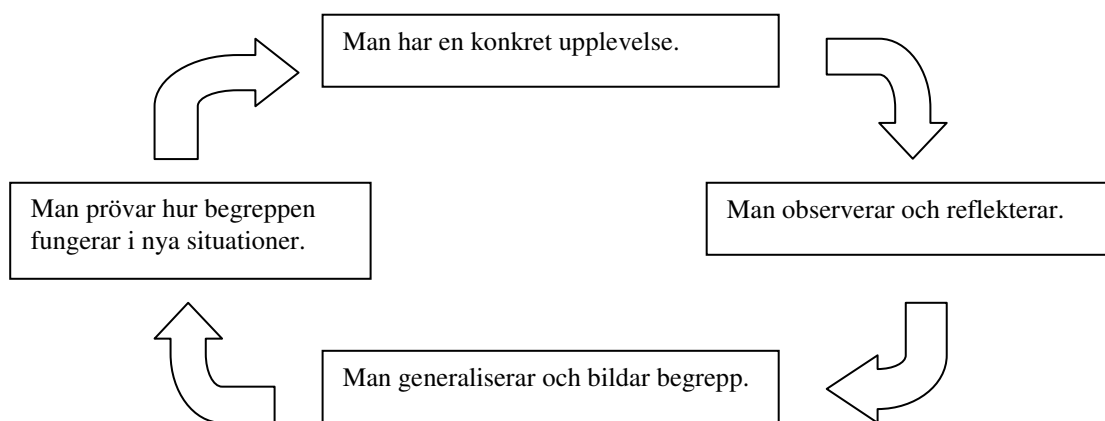 Man har en konkret upplevelse.
Man prövar hur begreppen
fungerar i nya situationer.
Man observerar och reflekterar.
Man generaliserar och bildar begrepp.